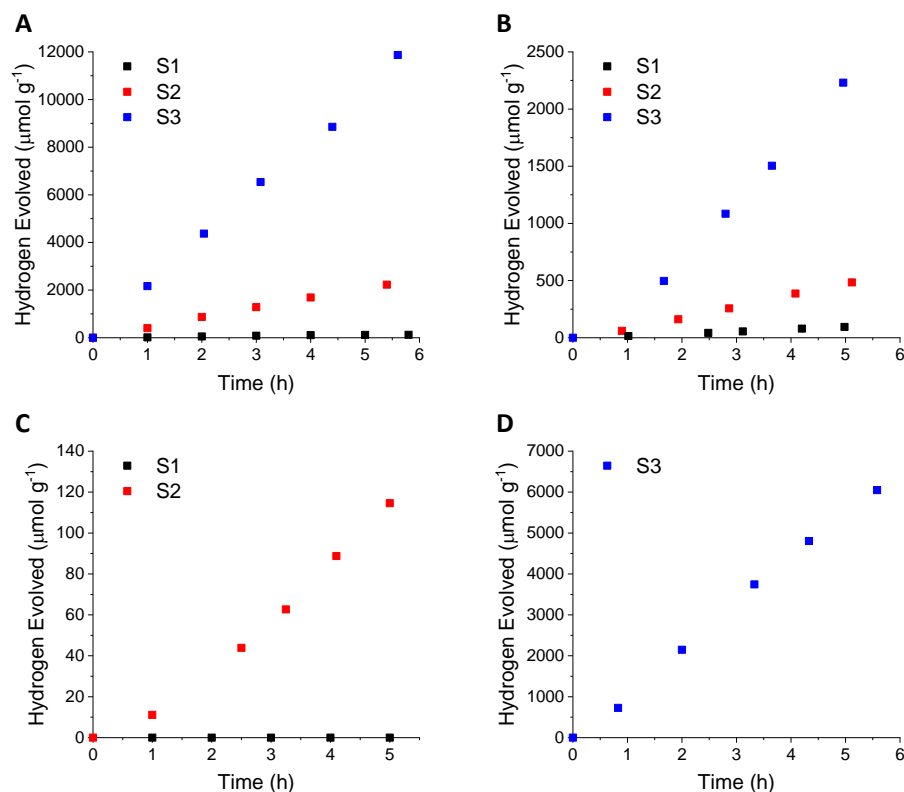 A
S1
S2
S3
Hydrogen Evolved (μmol g⁻¹)
12000
10000
8000
6000
4000
2000
0
0 1 2 3 4 5 6
Time (h)
B
S1
S2
S3
Hydrogen Evolved (μmol g⁻¹)
2500
2000
1500
1000
500
0
0 1 2 3 4 5 6
Time (h)
C
S1
S2
Hydrogen Evolved (μmol g⁻¹)
140
120
100
80
60
40
20
0
0 1 2 3 4 5
Time (h)
D
S3
Hydrogen Evolved (μmol g⁻¹)
7000
6000
5000
4000
3000
2000
1000
0
0 1 2 3 4 5 6
Time (h)